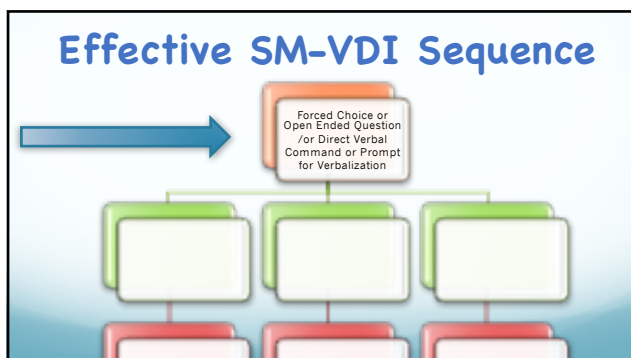 Effective SM-VDI Sequence
Forced Choice or
Open Ended Question
/or Direct Verbal
Command or Prompt
for Verbalization